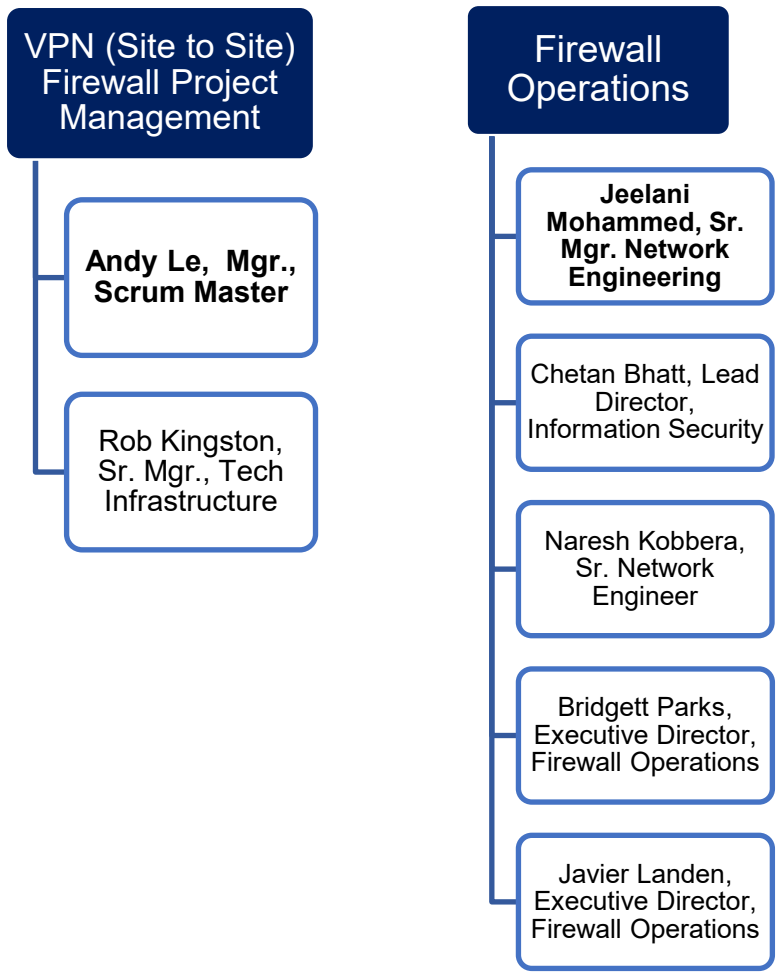 VPN (Site to Site)
Firewall Project
Management
Andy Le,  Mgr.,
Scrum Master
Rob Kingston,
Sr. Mgr., Tech
Infrastructure
Firewall
Operations
Jeelani
Mohammed, Sr.
Mgr. Network
Engineering
Chetan Bhatt, Lead
Director,
Information Security
Naresh Kobbera,
Sr. Network
Engineer
Bridgett Parks,
Executive Director,
Firewall Operations
Javier Landen,
Executive Director,
Firewall Operations